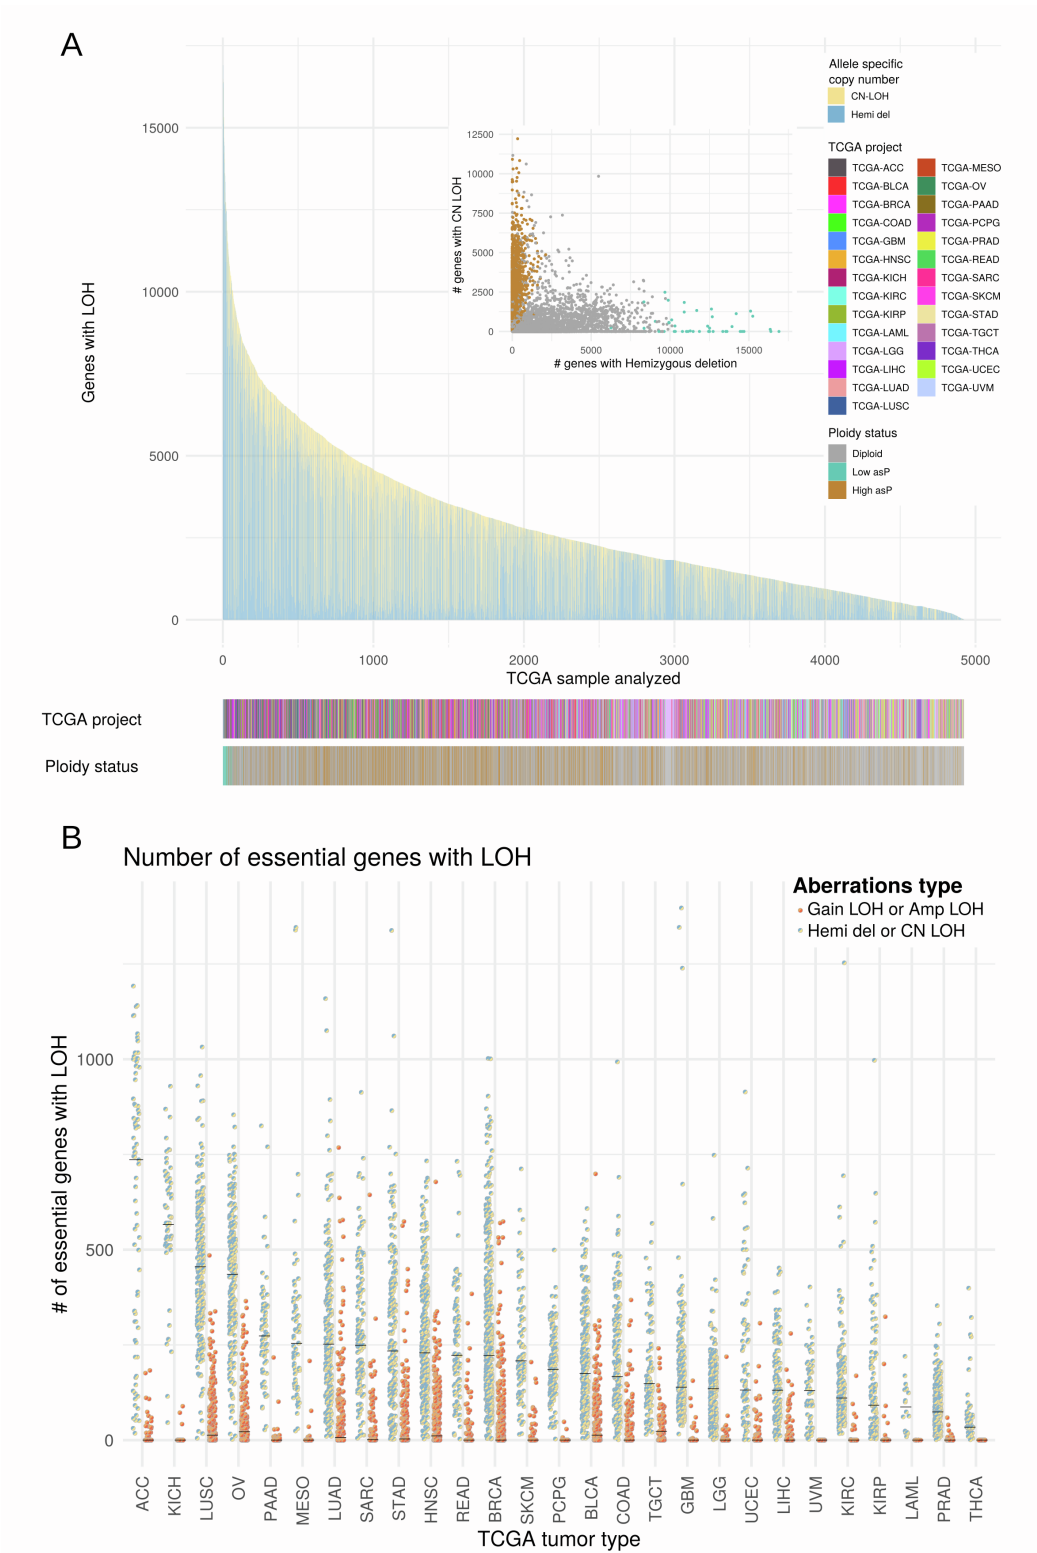 A
Allele specific
copy number
CN-LOH
Hemi del
TCGA project
TCGA-ACC
TCGA-BLCA
TCGA-BRCA
TCGA-COAD
TCGA-GBM
TCGA-HNSC
TCGA-KICH
TCGA-KIRC
TCGA-KIRP
TCGA-LAML
TCGA-LGG
TCGA-LIHC
TCGA-LUAD
TCGA-LUSC
TCGA-MESO
TCGA-OV
TCGA-PAAD
TCGA-PCPG
TCGA-PRAD
TCGA-READ
TCGA-SARC
TCGA-SKCM
TCGA-STAD
TCGA-TGCT
TCGA-THCA
TCGA-UCEC
TCGA-UVM
Ploidy status
Diploid
Low asP
High asP
Genes with LOH
15000
10000
5000
0
0 1000 2000 3000 4000 5000
TCGA sample analyzed
# genes with CN LOH
12500
10000
7500
5000
2500
0
0 5000 10000 15000
# genes with Hemizygous deletion
TCGA project
Ploidy status
B
Number of essential genes with LOH
Aberrations type
Gain LOH or Amp LOH
Hemi del or CN LOH
# of essential genes with LOH
1000
500
0
ACC
KICH
LUSC
OV
PAAD
MESO
LUAD
SARC
STAD
HNSC
READ
BRCA
SKCM
PCPG
BLCA
COAD
TGCT
GBM
LGG
UCEC
LIHC
UVM
KIRC
KIRP
LAML
PRAD
THCA
TCGA tumor type